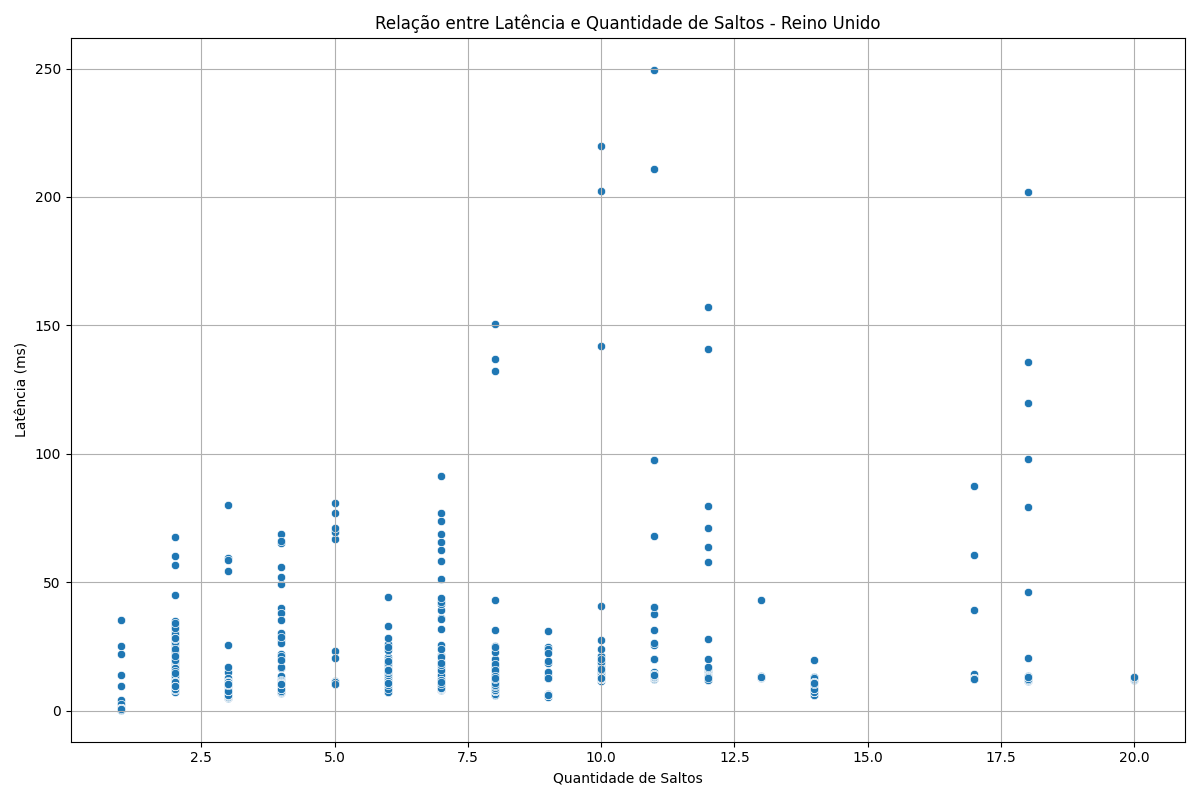 Relação entre Latência e Quantidade de Saltos - Reino Unido
250
200
150
100
50
0
Latência (ms)
2.5 5.0 7.5 10.0 12.5 15.0 17.5 20.0
Quantidade de Saltos